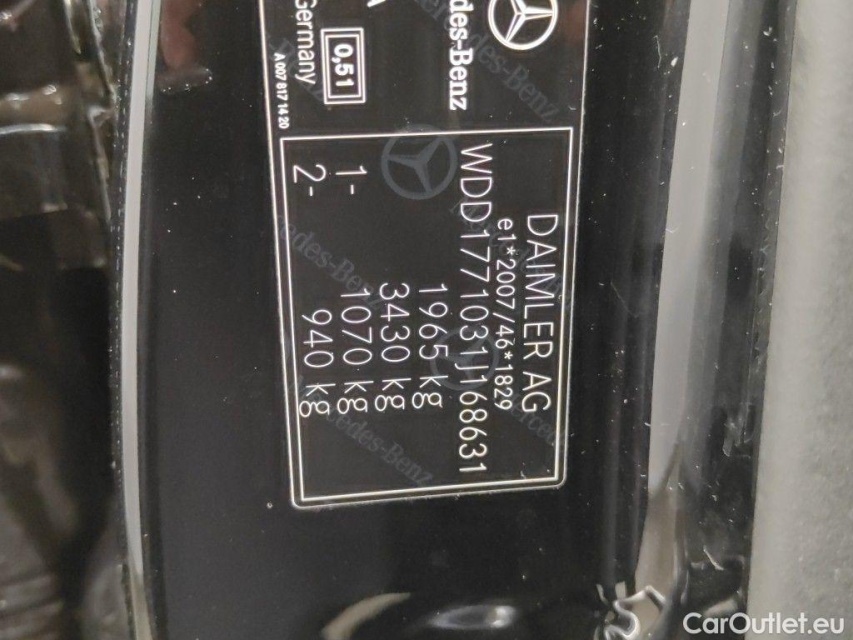 Mercedes-Benz
Germany
0,51
A 007 817 14 20
DAIMLER AG
e1*2007/46*1829
WDD1771031J168631
1965 kg
3430 kg
1- 1070 kg
2- 940 kg
CarOutlet.eu